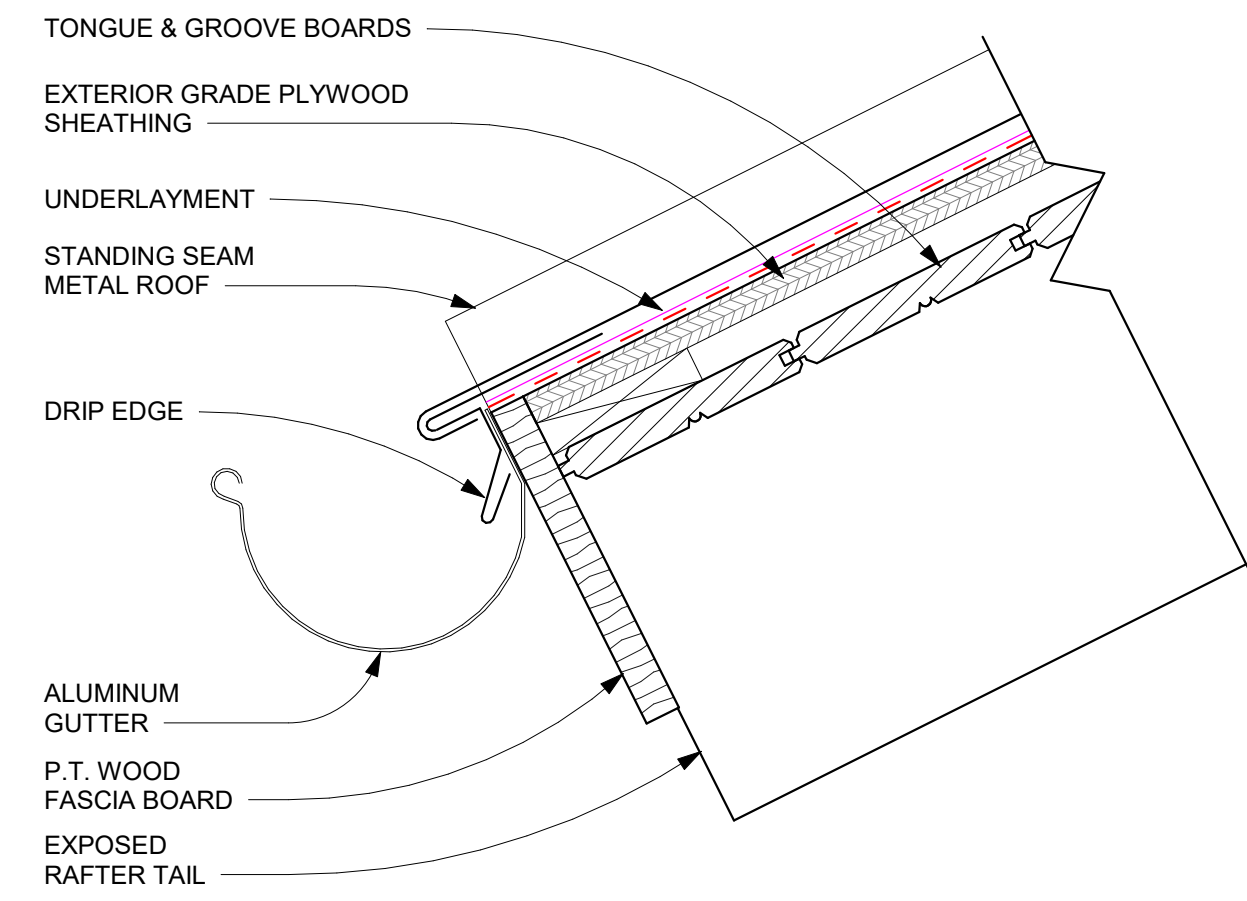 TONGUE & GROOVE BOARDS
EXTERIOR GRADE PLYWOOD
SHEATHING
UNDERLAYMENT
STANDING SEAM
METAL ROOF
DRIP EDGE
ALUMINUM
GUTTER
P.T. WOOD
FASCIA BOARD
EXPOSED
RAFTER TAIL